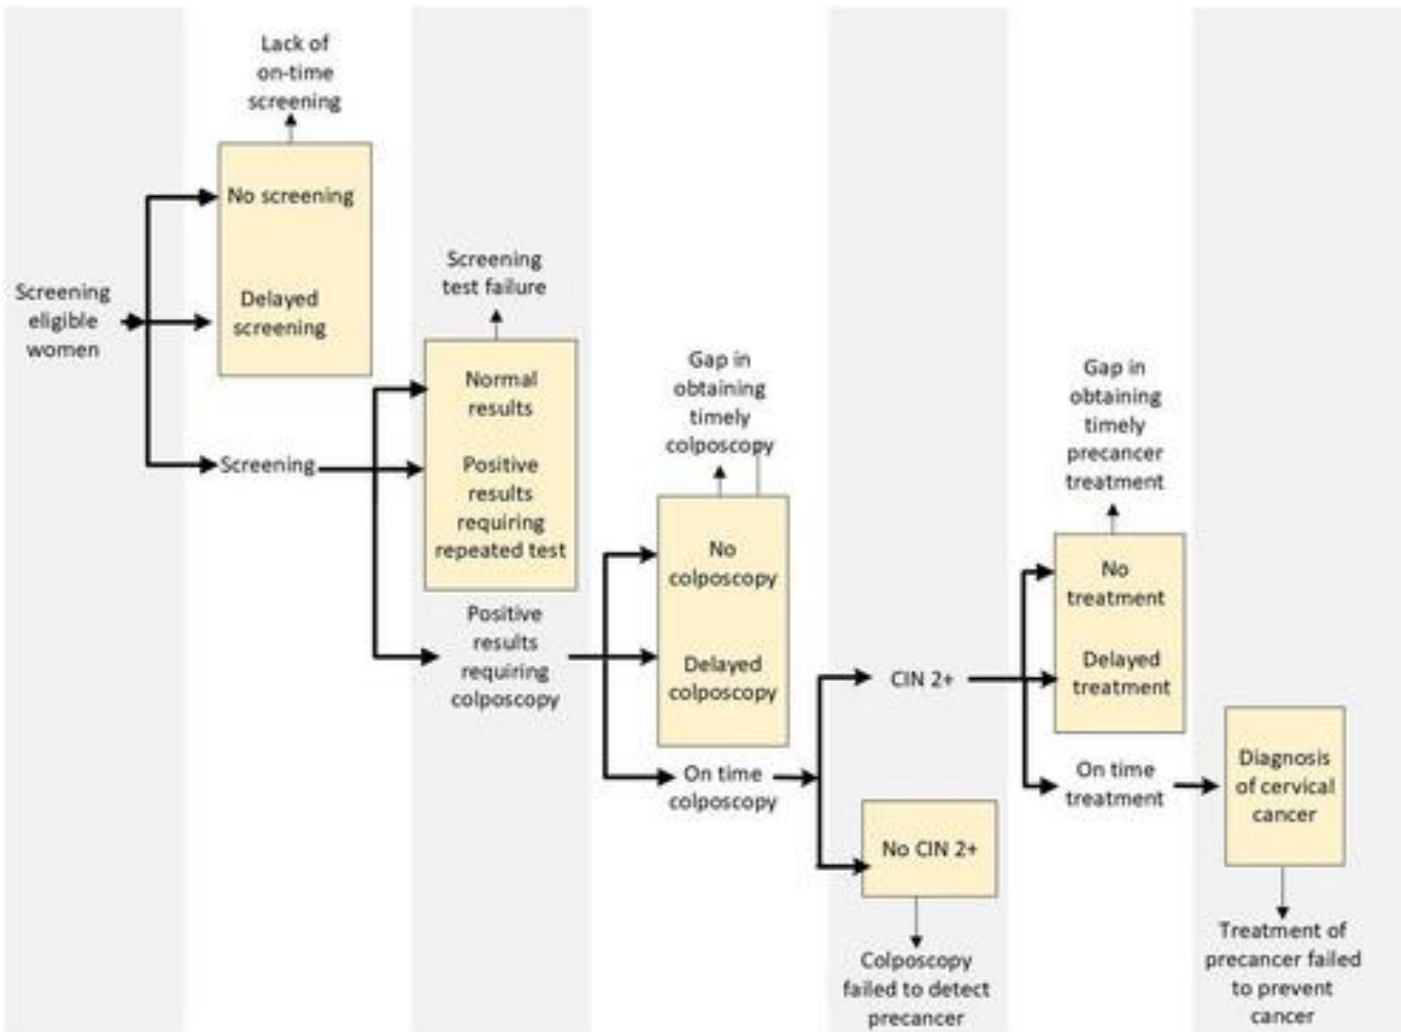 Screening
eligible
women
Lack of
on-time
screening
No screening
Delayed
screening
Screening
Screening
test failure
Normal
results
Positive
results
requiring
repeated test
Positive
results
requiring
colposcopy
Gap in
obtaining
timely
colposcopy
No
colposcopy
Delayed
colposcopy
On time
colposcopy
CIN 2+
No CIN 2+
Colposcopy
failed to detect
precancer
Gap in
obtaining
timely
precancer
treatment
No
treatment
Delayed
treatment
On time
treatment
Diagnosis
of cervical
cancer
Treatment of
precancer failed
to prevent
cancer